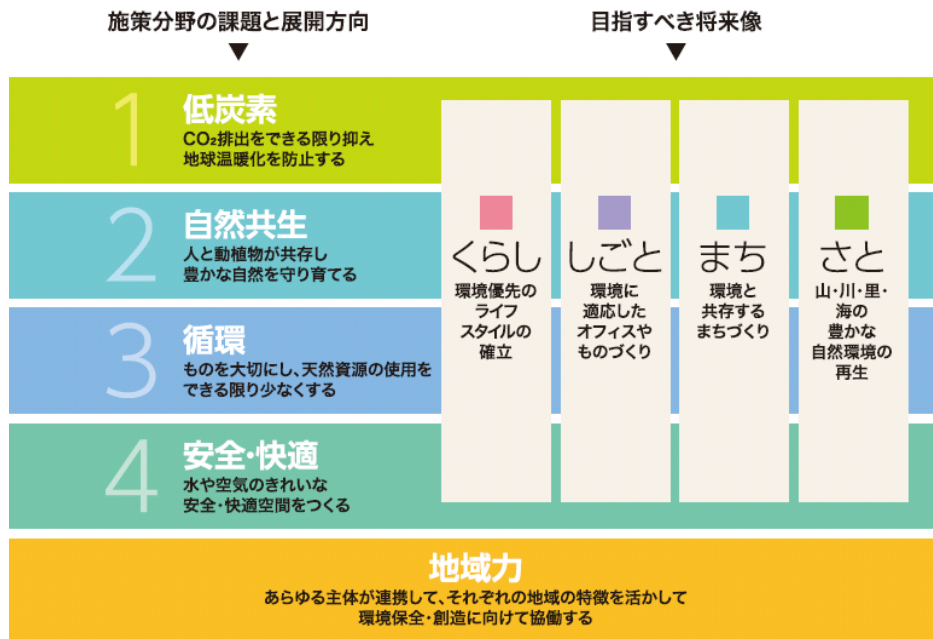 施策分野の課題と展開方向
▼
目指すべき将来像
▼
1
低炭素
CO₂排出をできる限り抑え
地球温暖化を防止する
2
自然共生
人と動植物が共存し
豊かな自然を守り育てる
3
循環
ものを大切にし、天然資源の使用を
できる限り少なくする
4
安全・快適
水や空気のきれいな
安全・快適空間をつくる
くらし
環境優先の
ライフ
スタイルの
確立
しごと
環境に
適応した
オフィスや
ものづくり
まち
環境と
共存する
まちづくり
さと
山・川・里・
海の
豊かな
自然環境の
再生
地域力
あらゆる主体が連携して、それぞれの地域の特徴を活かして
環境保全・創造に向けて協働する